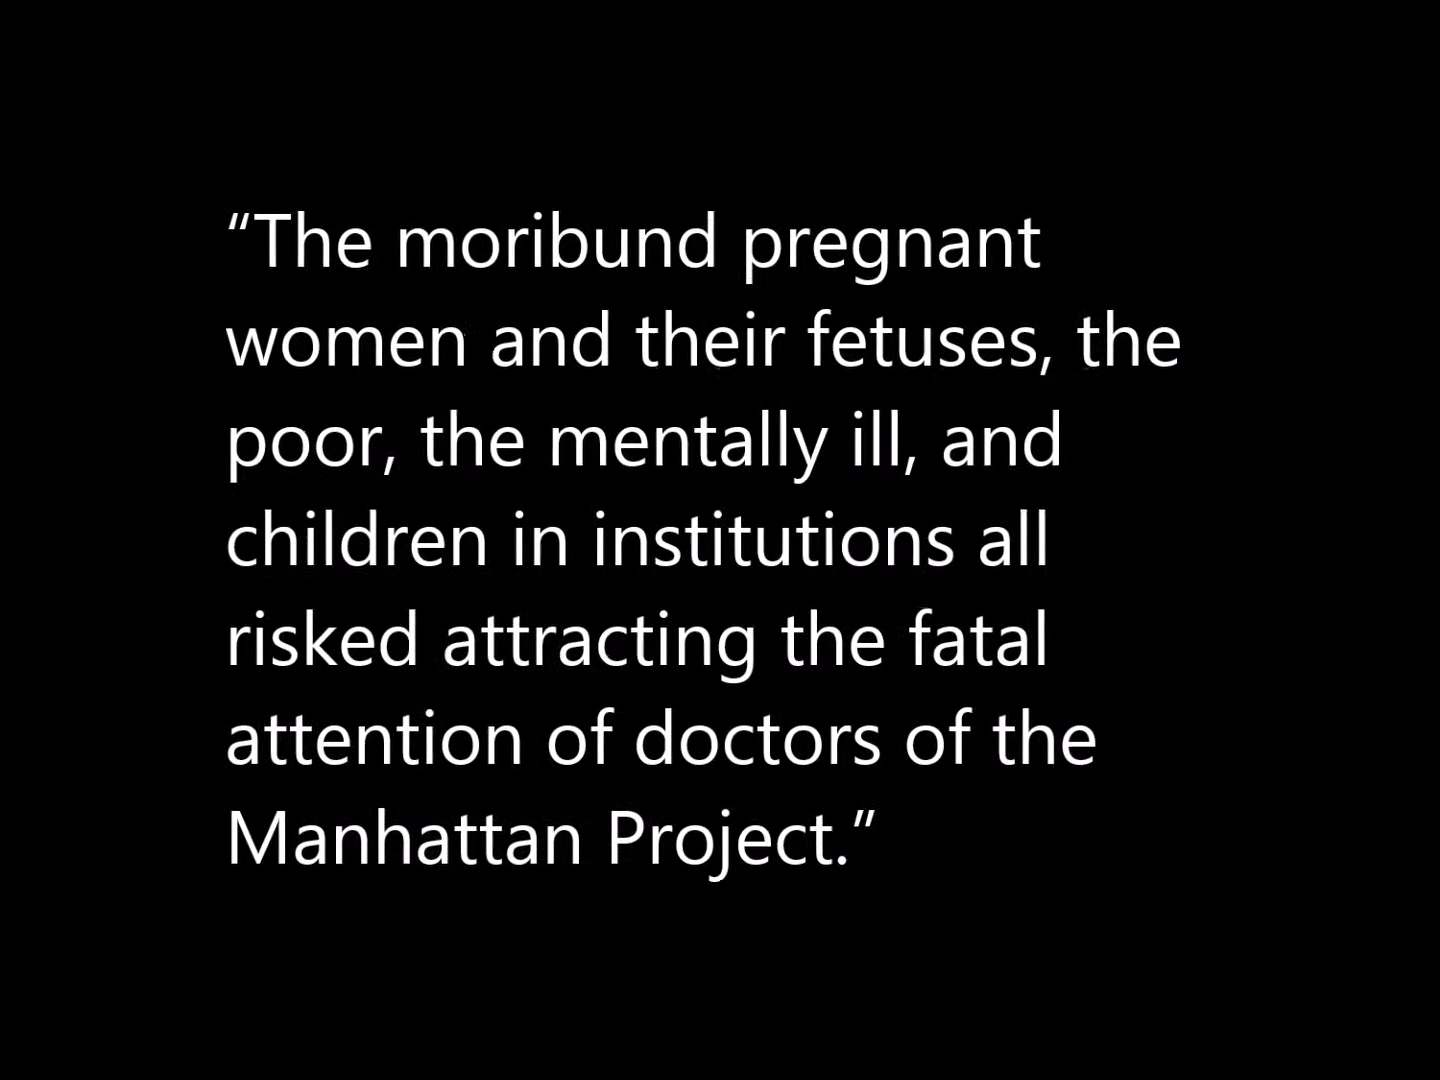 “The moribund pregnant
women and their fetuses, the
poor, the mentally ill, and
children in institutions all
risked attracting the fatal
attention of doctors of the
Manhattan Project.”